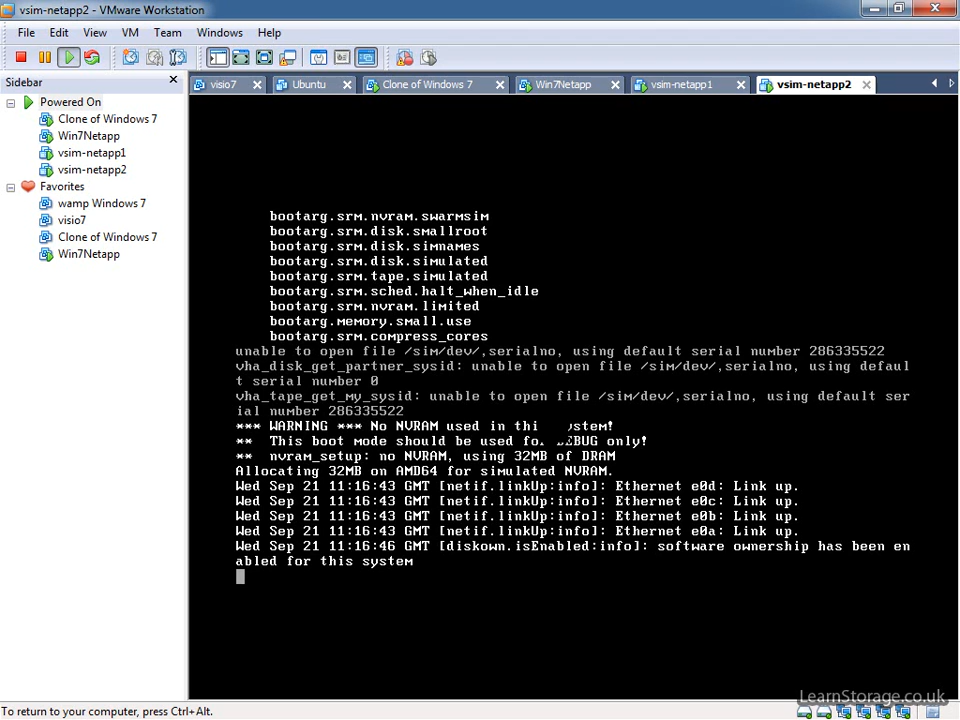 vsim-netapp2 - VMware Workstation
File Edit View VM Team Windows Help
Sidebar
visio7 Ubuntu Clone of Windows 7 Win7Netapp vsim-netapp1 vsim-netapp2
Powered On
Clone of Windows 7
Win7Netapp
vsim-netapp1
vsim-netapp2
Favorites
wamp Windows 7
visio7
Clone of Windows 7
Win7Netapp
bootarg.srm.nvram.swarmsim
bootarg.srm.disk.smallroot
bootarg.srm.disk.simnames
bootarg.srm.disk.simulated
bootarg.srm.tape.simulated
bootarg.srm.sched.halt_when_idle
bootarg.srm.nvram.limited
bootarg.memory.small.use
bootarg.srm.compress_cores
unable to open file /sim/dev/,serialno, using default serial number 286335522
vha_disk_get_partner_sysid: unable to open file /sim/dev/,serialno, using defaul
t serial number 0
vha_tape_get_my_sysid: unable to open file /sim/dev/,serialno, using default ser
ial number 286335522
*** WARNING *** No NVRAM used in thi ystem!
** This boot mode should be used fo EBUG only!
** nvram_setup: no NVRAM, using 32MB of DRAM
Allocating 32MB on AMD64 for simulated NVRAM.
Wed Sep 21 11:16:43 GMT [netif.linkUp:info]: Ethernet e0d: Link up.
Wed Sep 21 11:16:43 GMT [netif.linkUp:info]: Ethernet e0c: Link up.
Wed Sep 21 11:16:43 GMT [netif.linkUp:info]: Ethernet e0b: Link up.
Wed Sep 21 11:16:43 GMT [netif.linkUp:info]: Ethernet e0a: Link up.
Wed Sep 21 11:16:46 GMT [diskown.isEnabled:info]: software ownership has been en
abled for this system
LearnStorage.co.uk
To return to your computer, press Ctrl+Alt.